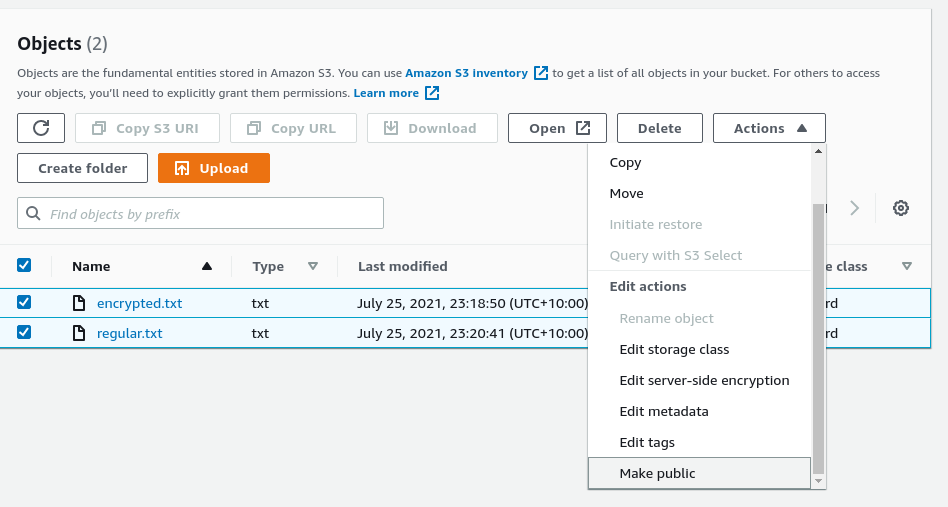 Objects (2)
Objects are the fundamental entities stored in Amazon S3. You can use Amazon S3 inventory to get a list of all objects in your bucket. For others to access
your objects, you’ll need to explicitly grant them permissions. Learn more
Copy S3 URI
Copy URL
Download
Open
Delete
Actions
Create folder
Upload
Find objects by prefix
Name
Type
Last modified
e class
encrypted.txt
txt
July 25, 2021, 23:18:50 (UTC+10:00)
rd
regular.txt
txt
July 25, 2021, 23:20:41 (UTC+10:00)
rd
Copy
Move
Initiate restore
Query with S3 Select
Edit actions
Rename object
Edit storage class
Edit server-side encryption
Edit metadata
Edit tags
Make public